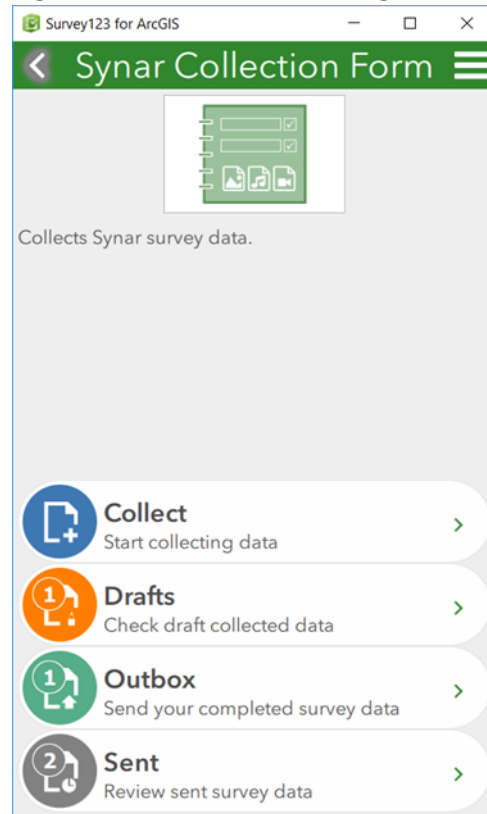 Survey123 for ArcGIS
Synar Collection Form
Collects Synar survey data.
Collect
Start collecting data
1
Drafts
Check draft collected data
1
Outbox
Send your completed survey data
2
Sent
Review sent survey data